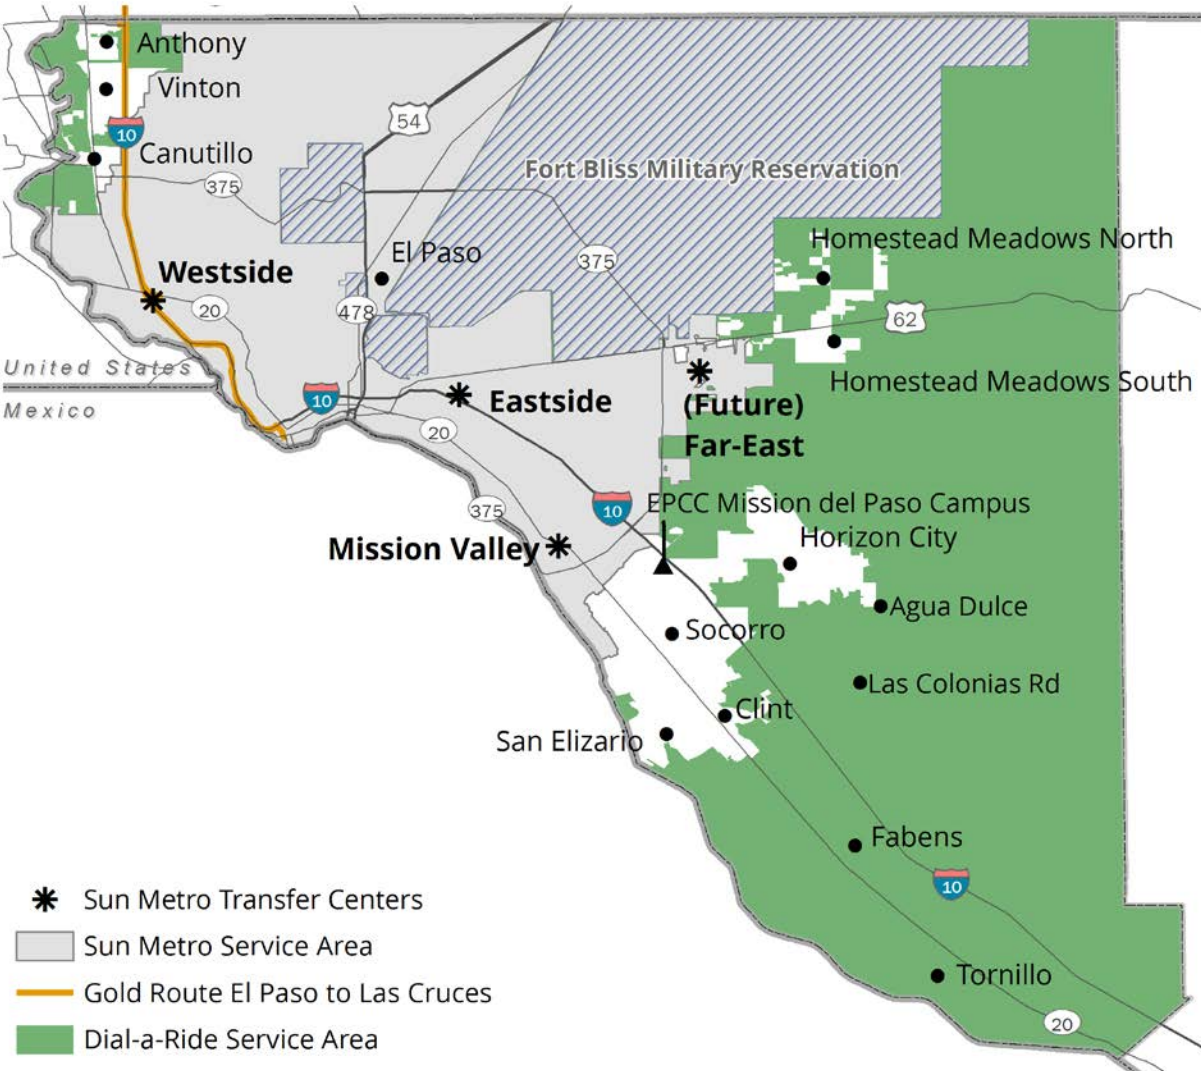 Anthony
Vinton
10
Canutillo
54
375
Fort Bliss Military Reservation
Homestead Meadows North
El Paso
375
Westside
20
478
62
United States
Mexico
10
Eastside
20
Homestead Meadows South
(Future)
Far-East
375
10
EPCC Mission del Paso Campus
Horizon City
Mission Valley
Agua Dulce
Socorro
Las Colonias Rd
Clint
San Elizario
Fabens
10
Tornillo
20
Sun Metro Transfer Centers
Sun Metro Service Area
Gold Route El Paso to Las Cruces
Dial-a-Ride Service Area